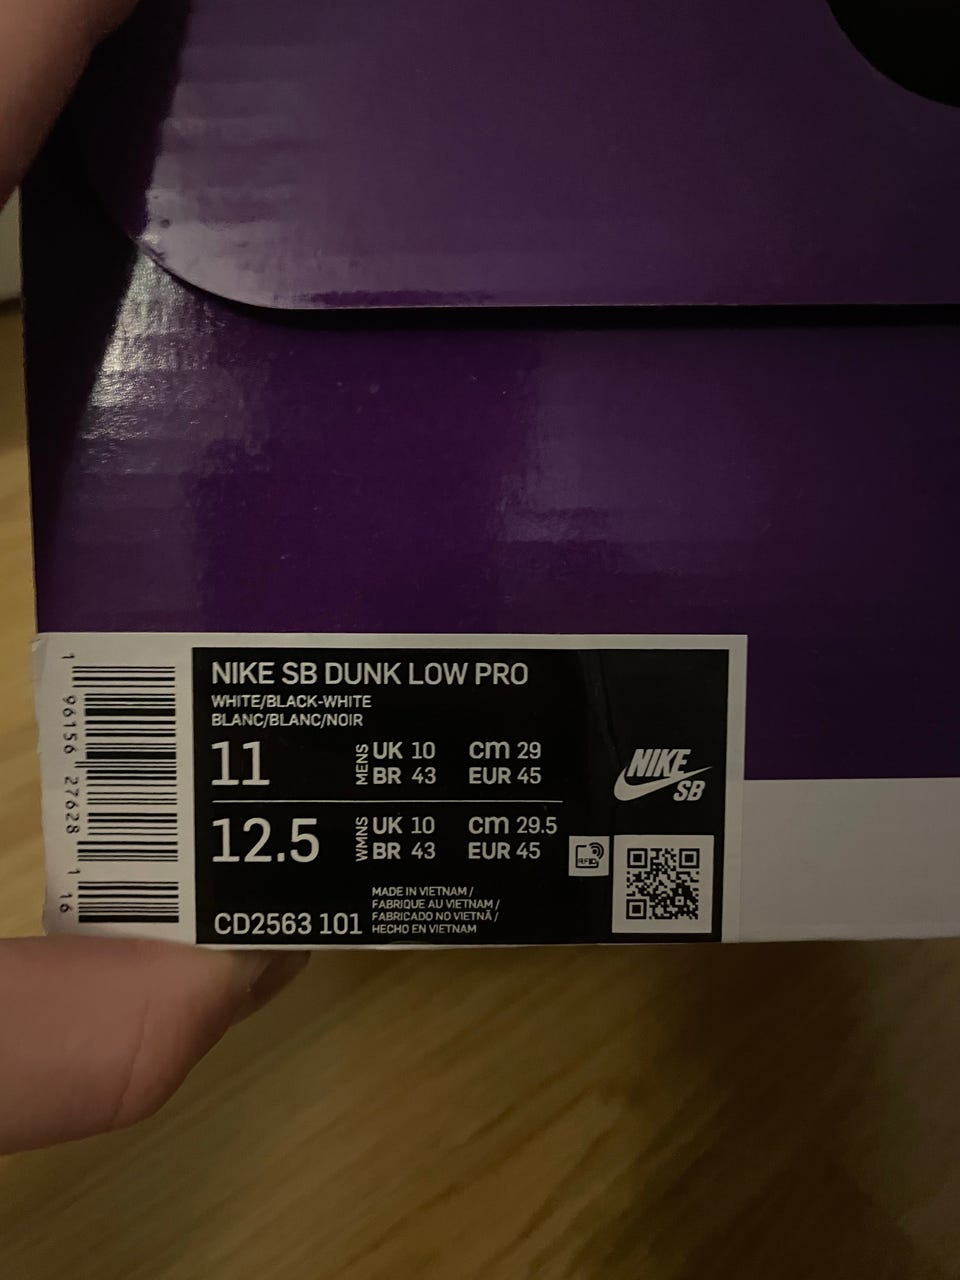 NIKE SB DUNK LOW PRO
WHITE/BLACK-WHITE
BLANC/BLANC/NOIR
11 MENS UK 10 cm 29
BR 43 EUR 45
12.5 WMNS UK 10 cm 29.5
BR 43 EUR 45
CD2563 101
MADE IN VIETNAM /
FABRIQUE AU VIETNAM /
FABRICADO NO VIETNÃ /
HECHO EN VIETNAM
NIKE
SB
RFID
1 96156 27628 1 16